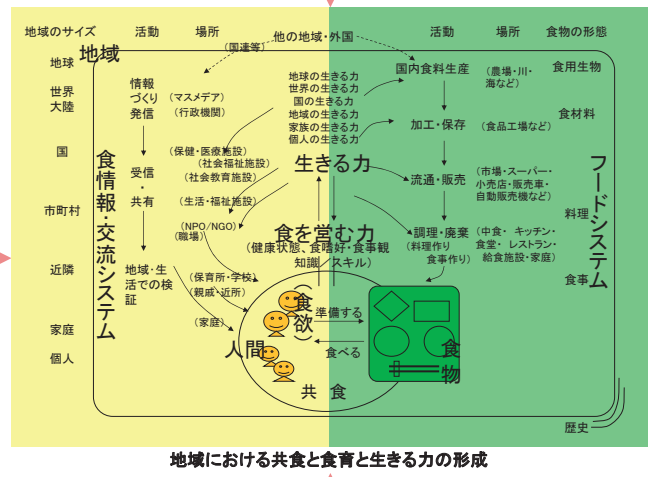 地域のサイズ
活動
場所
他の地域・外国
活動
場所
食物の形態
地域
(国連等)
地球
世界
大陸
国
市町村
近隣
家庭
個人
食情報・交流システム
情報
づくり
発信
受信
・
共有
地域・生
活での検
証
(マスメデア)
(行政機関)
(保健・医療施設)
(社会福祉施設)
(社会教育施設)
(生活・福祉施設)
(NPO/NGO)
(職場)
(保育所・学校)
(親戚・近所)
(家庭)
地球の生きる力
世界の生きる力
国の生きる力
地域の生きる力
家族の生きる力
個人の生きる力
生きる力
食を営む力
(健康状態、食嗜好・食事観
知識/スキル)
(食欲)
準備する
食べる
人間
食物
共 食
国内食料生産
加工・保存
流通・販売
調理・廃棄
(料理作り
食事作り)
(農場・川・
海など)
(食品工場など)
(市場・スーパー・
小売店・販売車・
自動販売機など)
(中食・ キッチン・
食堂・ レストラン・
給食施設・家庭)
食用生物
食材料
料理
食事
フードシステム
歴史
地域における共食と食育と生きる力の形成